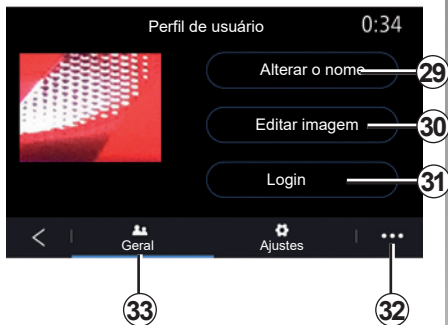 Perfil de usuário 0:34
Alterar o nome 29
Editar imagem 30
Login 31
Geral Ajustes
33 32